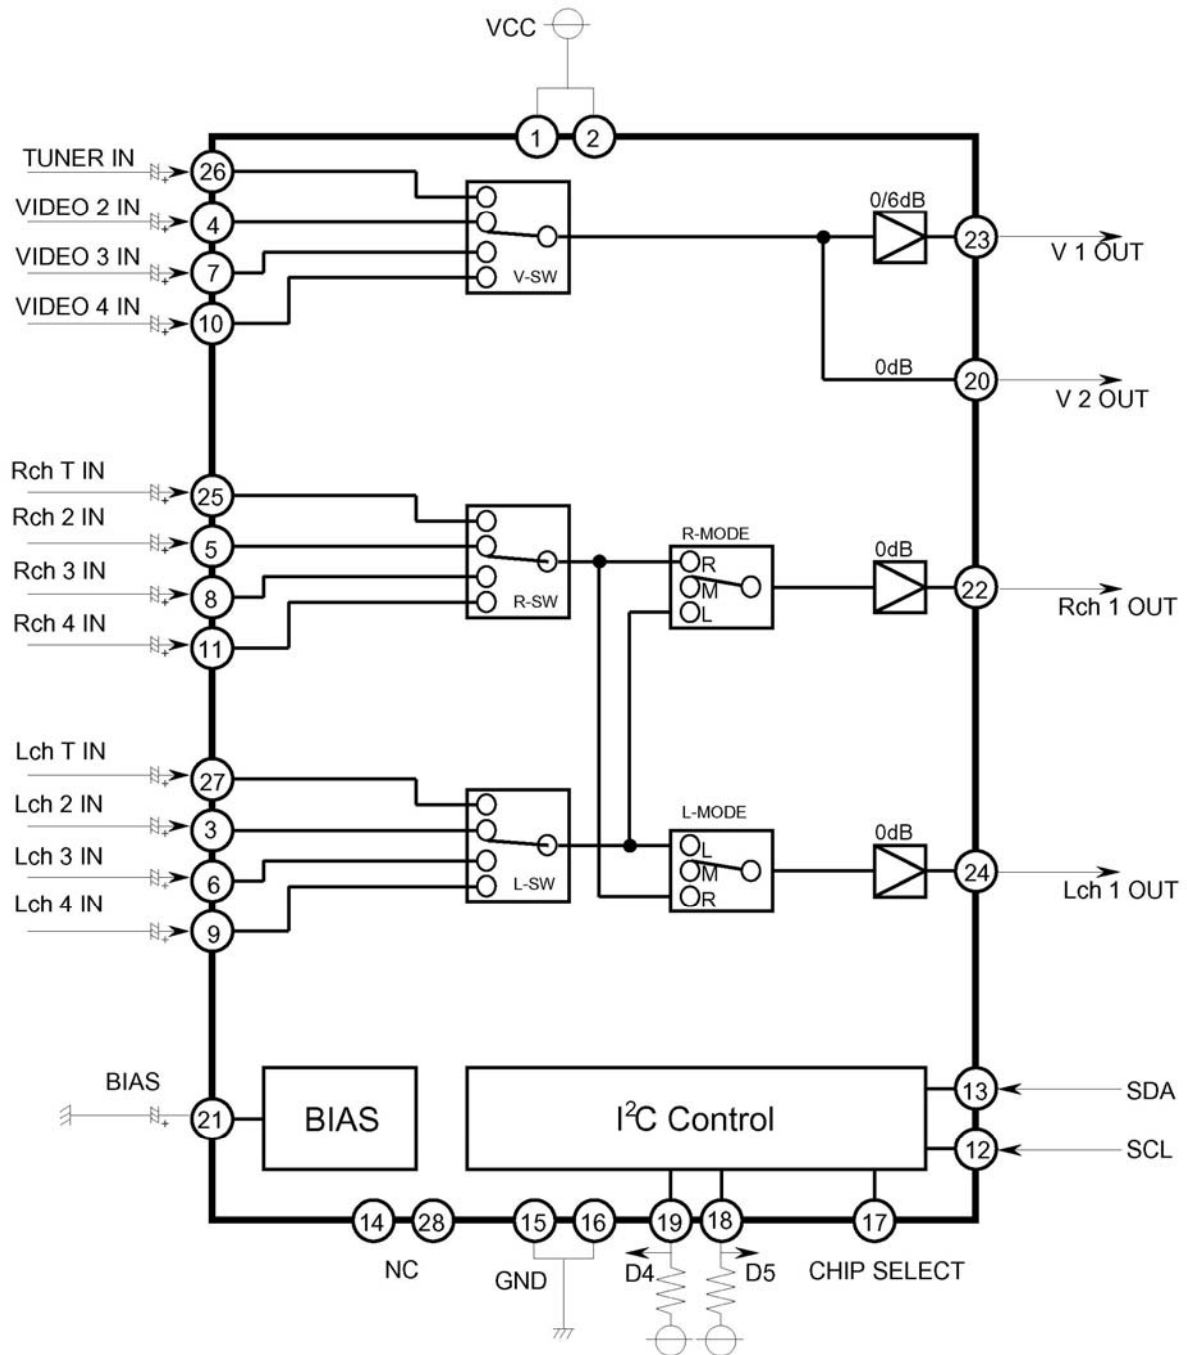 VCC
1 2
TUNER IN
26
VIDEO 2 IN
4
VIDEO 3 IN
7
VIDEO 4 IN
10
V-SW
0/6dB
23
V 1 OUT
0dB
20
V 2 OUT
Rch T IN
25
Rch 2 IN
5
Rch 3 IN
8
Rch 4 IN
11
R-SW
R-MODE
R
M
L
0dB
22
Rch 1 OUT
Lch T IN
27
Lch 2 IN
3
Lch 3 IN
6
Lch 4 IN
9
L-SW
L-MODE
L
M
R
0dB
24
Lch 1 OUT
BIAS
21
BIAS
I²C Control
13
SDA
12
SCL
14 28 15 16 19 18 17
NC
GND
D4
D5
CHIP SELECT
+
+
+
+
+
+
+
+
+
+
+
+
+